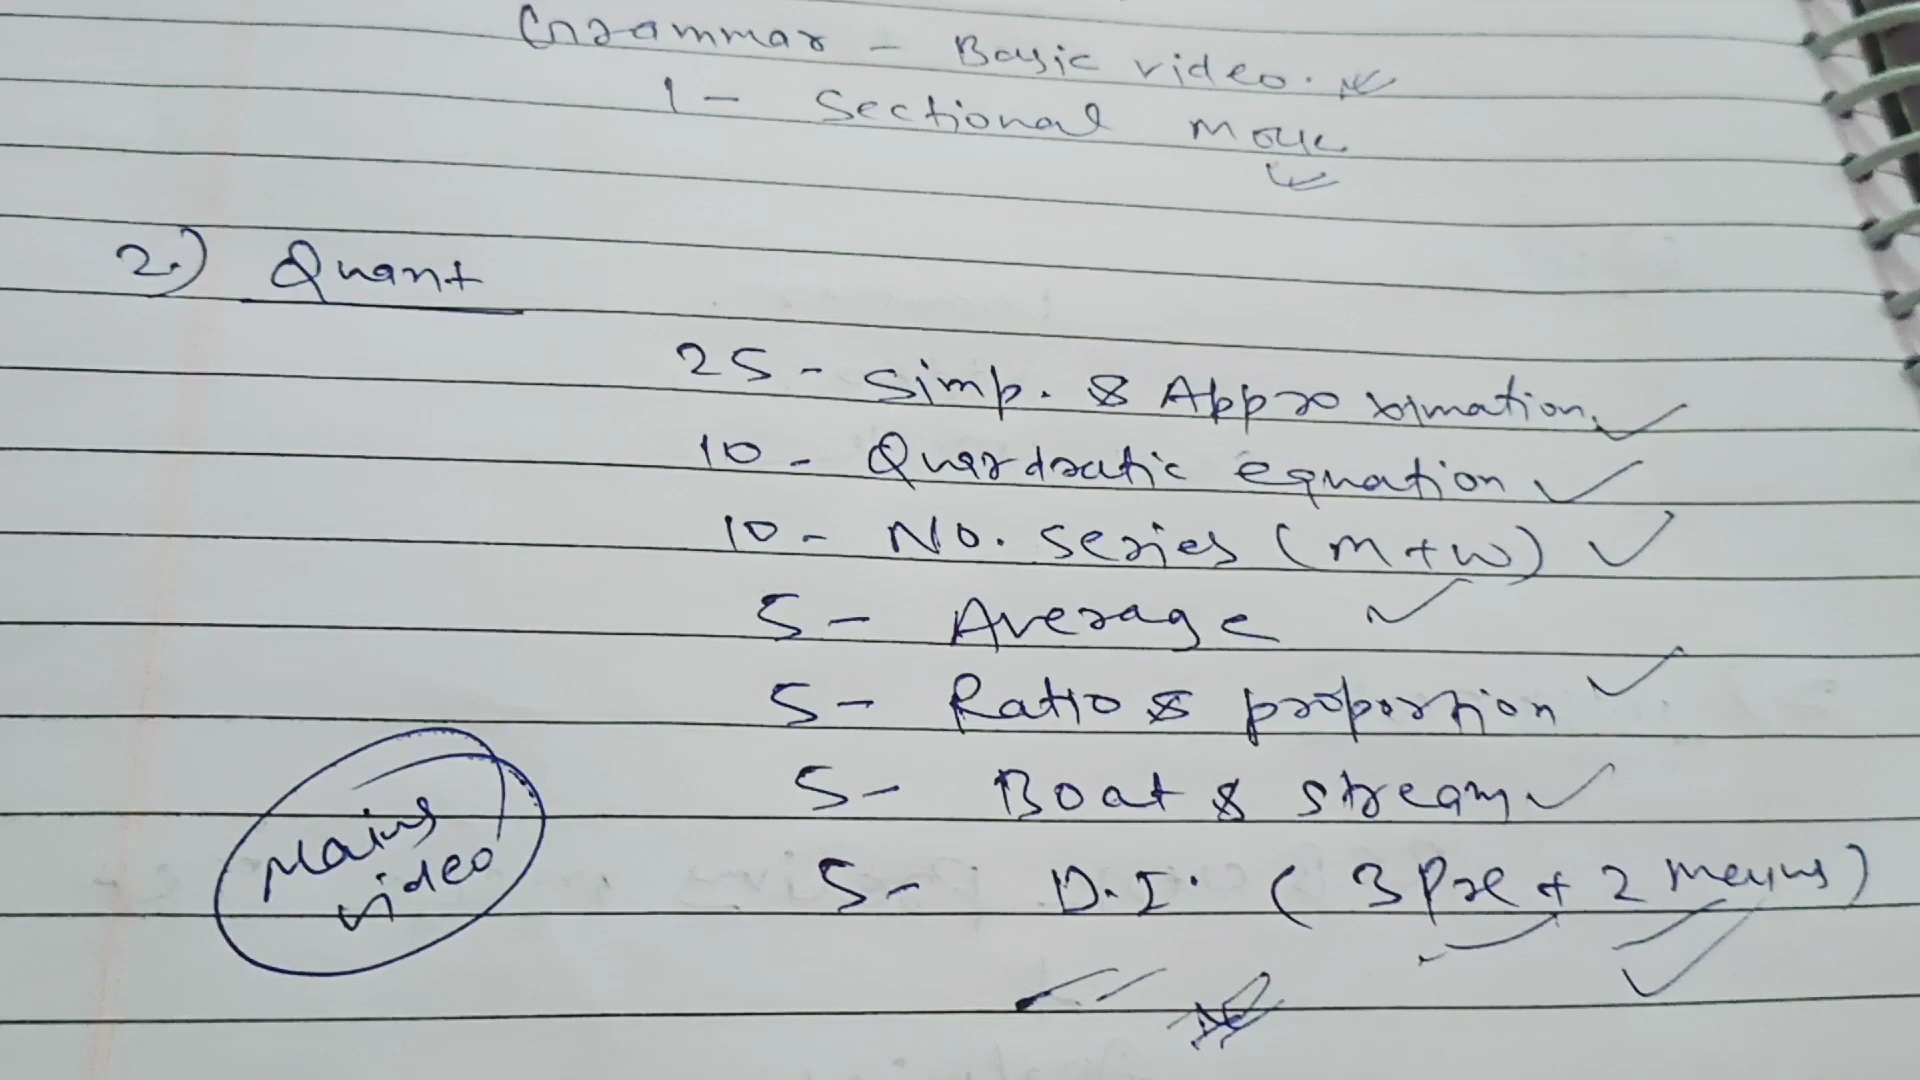 Grammar - Basic video.
1 - Sectional Mock
2.) Quant
25 - Simp. & Approximation.
10 - Quardratic equation
10 - No. Series (m+w)
5 - Average
5 - Ratio & proportion
5 - Boat & stream
5 - D.I. (3 Pre + 2 Mains)
Mains
video